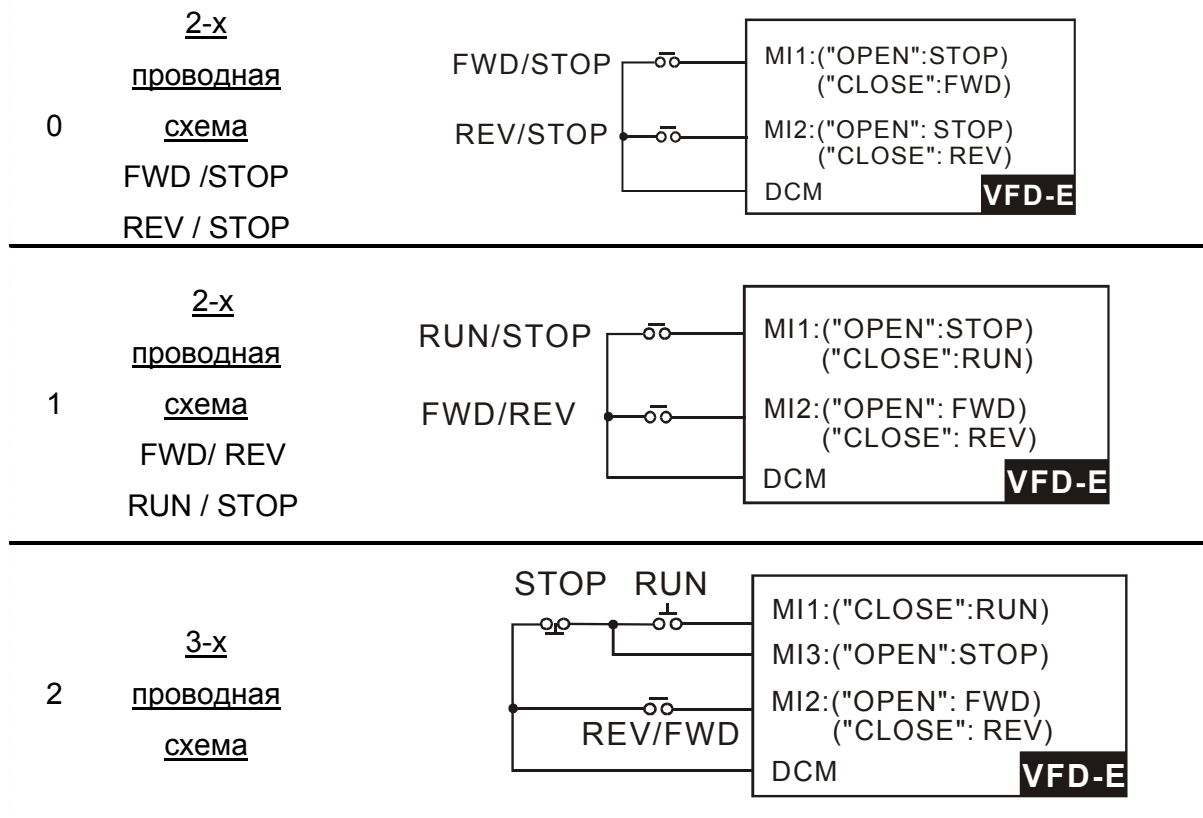 0
2-х
проводная
схема
FWD /STOP
REV / STOP
FWD/STOP
REV/STOP
MI1:("OPEN":STOP)
("CLOSE":FWD)
MI2:("OPEN": STOP)
("CLOSE": REV)
DCM
VFD-E
1
2-х
проводная
схема
FWD/ REV
RUN / STOP
RUN/STOP
FWD/REV
MI1:("OPEN":STOP)
("CLOSE":RUN)
MI2:("OPEN": FWD)
("CLOSE": REV)
DCM
VFD-E
2
3-х
проводная
схема
STOP RUN
REV/FWD
MI1:("CLOSE":RUN)
MI3:("OPEN":STOP)
MI2:("OPEN": FWD)
("CLOSE": REV)
DCM
VFD-E